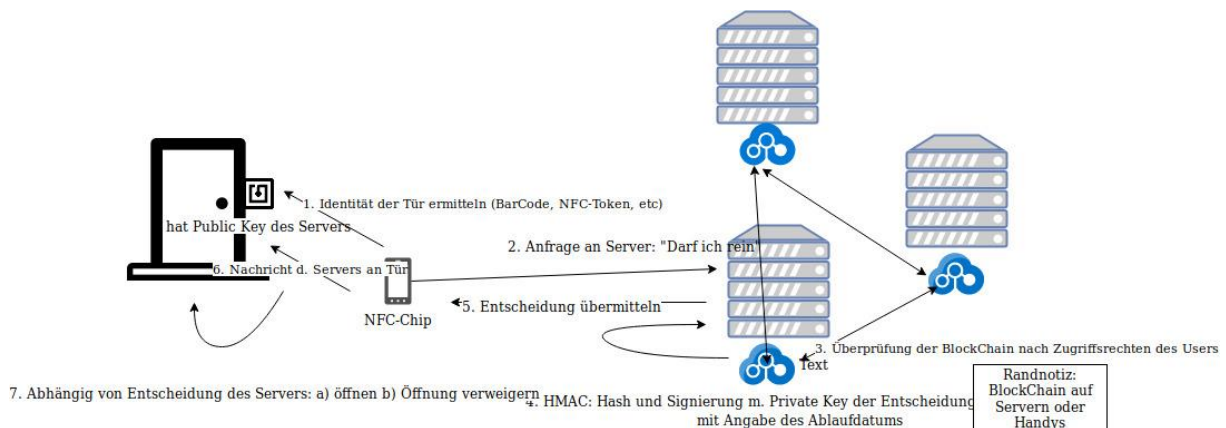 1. Identität der Tür ermitteln (BarCode, NFC-Token, etc)
hat Public Key des Servers
2. Anfrage an Server: "Darf ich rein"
6. Nachricht d. Servers an Tür
5. Entscheidung übermitteln
NFC-Chip
3. Überprüfung der BlockChain nach Zugriffsrechten des Users
Text
7. Abhängig von Entscheidung des Servers: a) öffnen b) Öffnung verweigern
4. HMAC: Hash und Signierung m. Private Key der Entscheidung
mit Angabe des Ablaufdatums
Randnotiz:
BlockChain auf
Servern oder
Handys